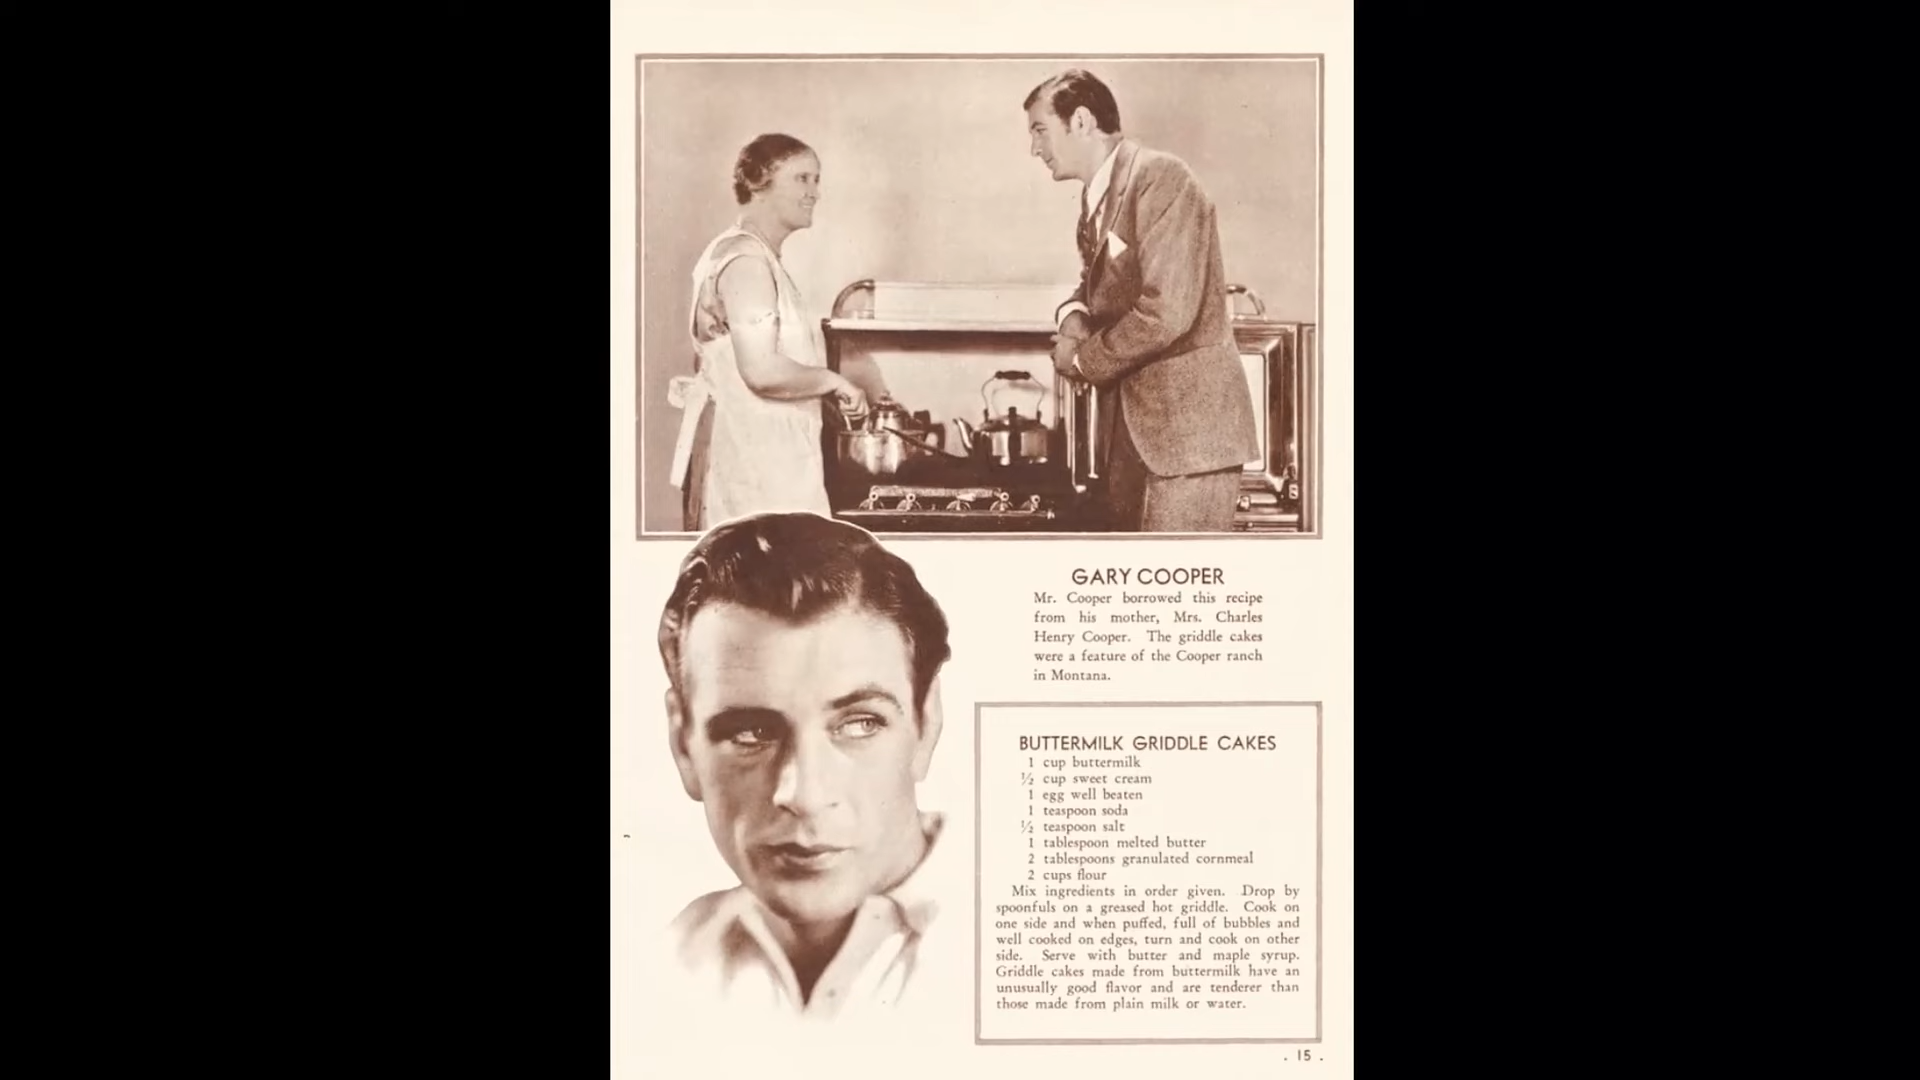 GARY COOPER
Mr. Cooper borrowed this recipe
from his mother, Mrs. Charles
Henry Cooper. The griddle cakes
were a feature of the Cooper ranch
in Montana.
BUTTERMILK GRIDDLE CAKES
1 cup buttermilk
½ cup sweet cream
1 egg well beaten
1 teaspoon soda
½ teaspoon salt
1 tablespoon melted butter
2 tablespoons granulated cornmeal
2 cups flour
Mix ingredients in order given. Drop by
spoonfuls on a greased hot griddle. Cook on
one side and when puffed, full of bubbles and
well cooked on edges, turn and cook on other
side. Serve with butter and maple syrup.
Griddle cakes made from buttermilk have an
unusually good flavor and are tenderer than
those made from plain milk or water.
. 15 .